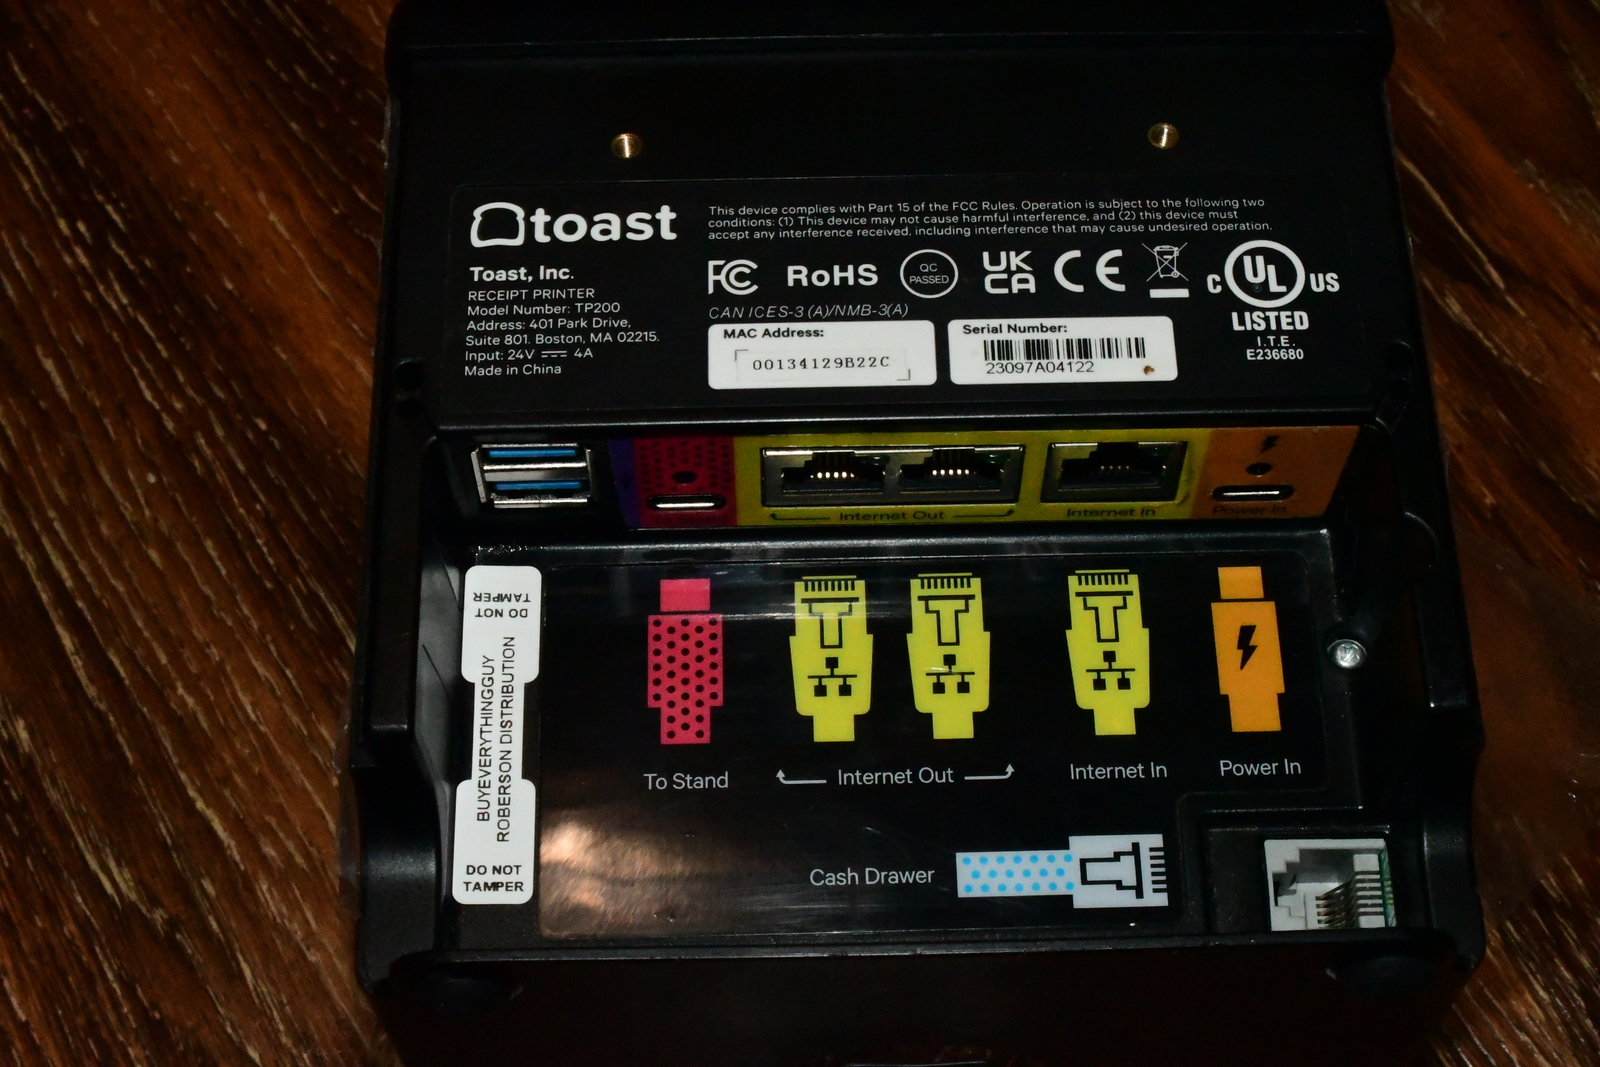 toast
Toast, Inc.
RECEIPT PRINTER
Model Number: TP200
Address: 401 Park Drive,
Suite 801. Boston, MA 02215.
Input: 24V ⎓ 4A
Made in China
This device complies with Part 15 of the FCC Rules. Operation is subject to the following two
conditions: (1) This device may not cause harmful interference, and (2) this device must
accept any interference received, including interference that may cause undesired operation.
FC RoHS QC PASSED UK CA CE C UL US
LISTED
I.T.E.
E236680
CAN ICES-3 (A)/NMB-3(A)
MAC Address:
00134129B22C
Serial Number:
23097A04122
Internet Out
Internet In
Power In
DO NOT
TAMPER
BUYEVERYTHINGGUY
ROBERSON DISTRIBUTION
DO NOT
TAMPER
To Stand
Internet Out
Internet In
Power In
Cash Drawer